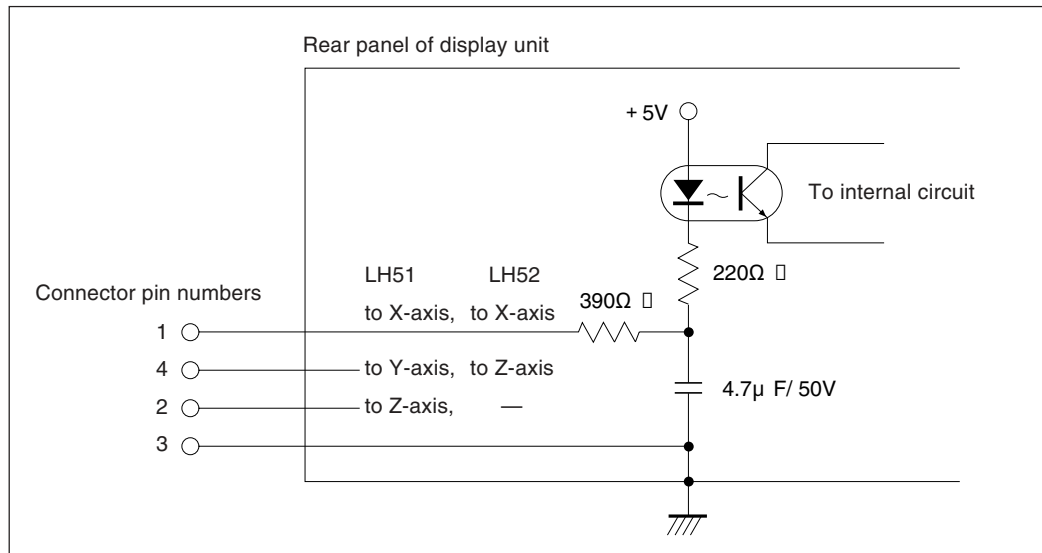 Rear panel of display unit
+ 5V
To internal circuit
220Ω ▯
LH51 LH52
Connector pin numbers
390Ω ▯
to X-axis, to X-axis
1
4 to Y-axis, to Z-axis
4.7µ F/ 50V
2 to Z-axis, —
3